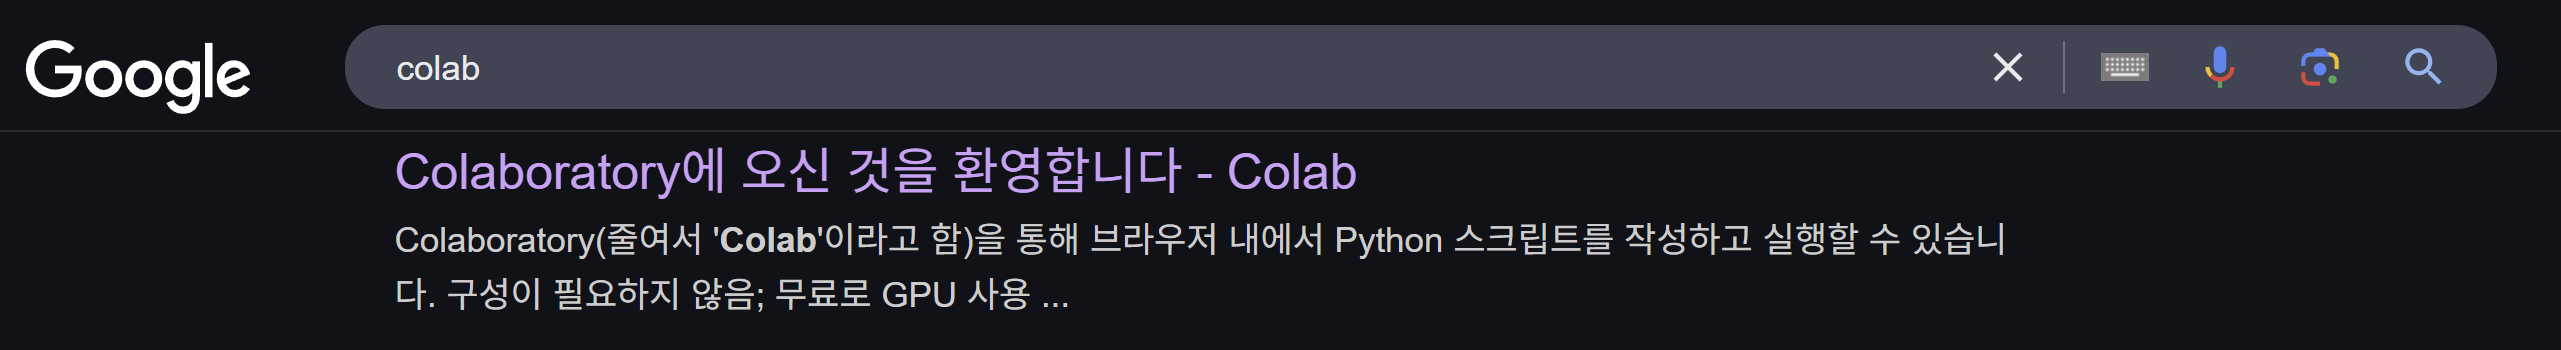 Google
colab
Colaboratory에 오신 것을 환영합니다 - Colab
Colaboratory(줄여서 'Colab'이라고 함)을 통해 브라우저 내에서 Python 스크립트를 작성하고 실행할 수 있습니
다. 구성이 필요하지 않음; 무료로 GPU 사용 ...